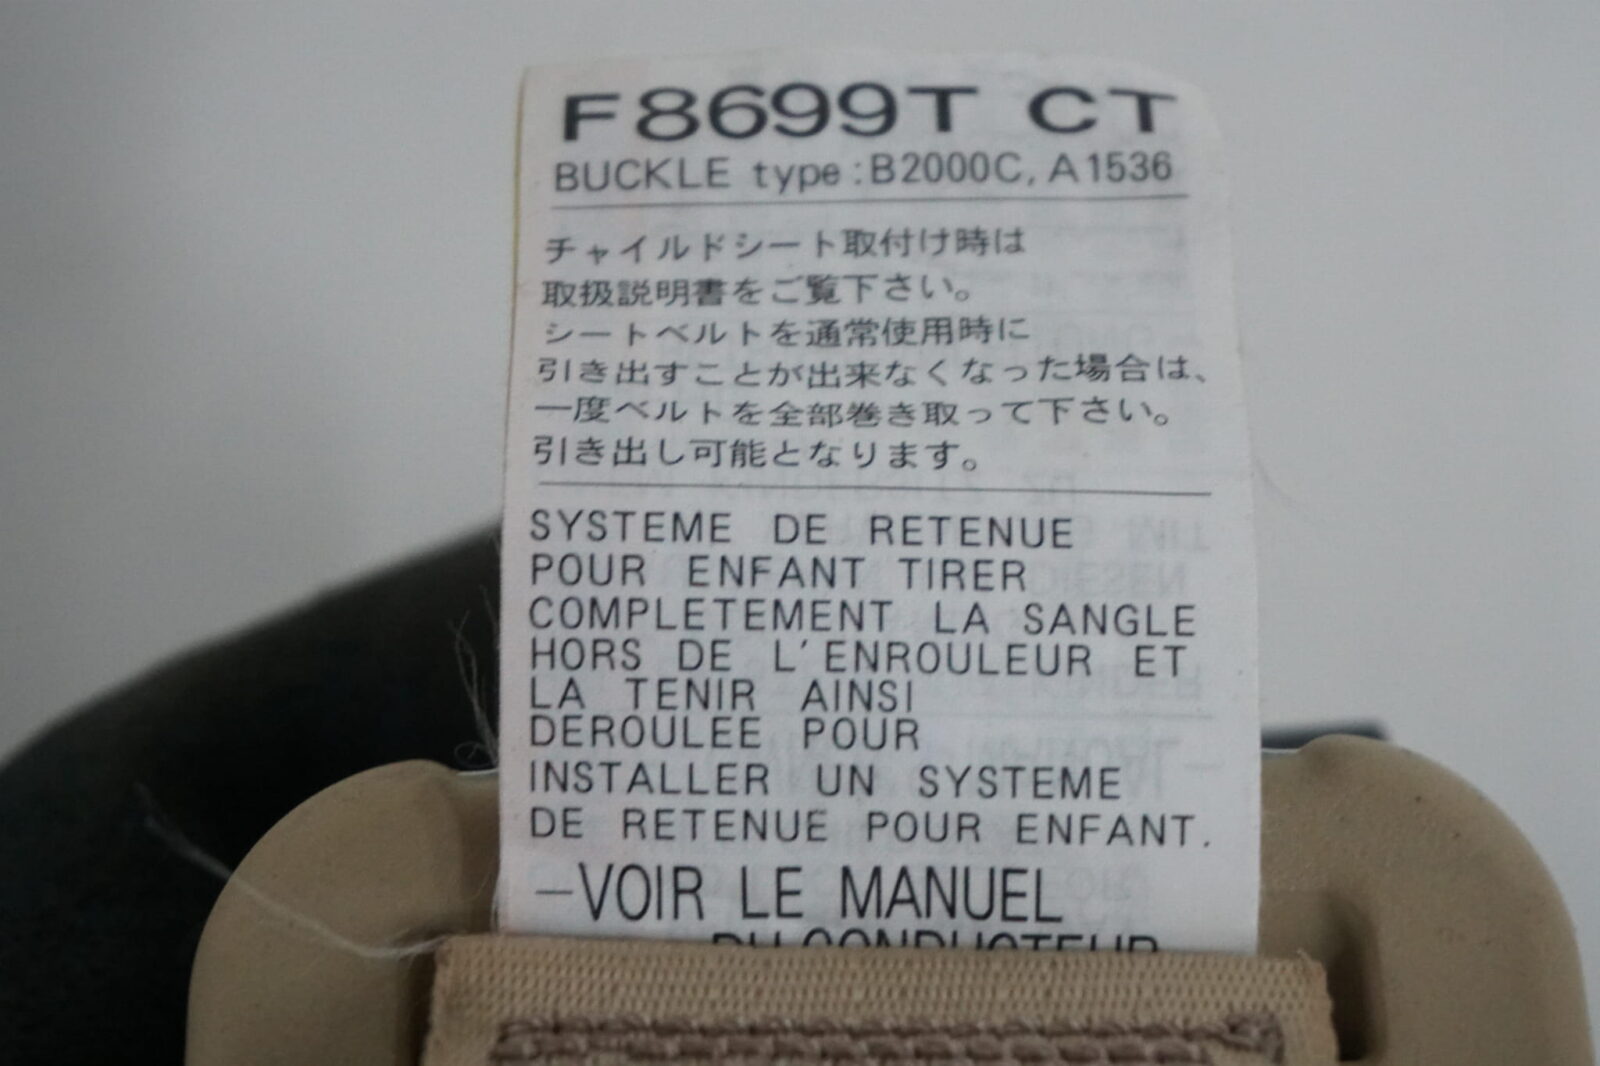 F8699T CT
BUCKLE type:B2000C, A1536
チャイルドシート取付け時は
取扱説明書をご覧下さい。
シートベルトを通常使用時に
引き出すことが出来なくなった場合は、
一度ベルトを全部巻き取って下さい。
引き出し可能となります。
SYSTEME DE RETENUE
POUR ENFANT TIRER
COMPLETEMENT LA SANGLE
HORS DE L'ENROULEUR ET
LA TENIR AINSI
DEROULEE POUR
INSTALLER UN SYSTEME
DE RETENUE POUR ENFANT.
—VOIR LE MANUEL
DU CONDUCTEUR